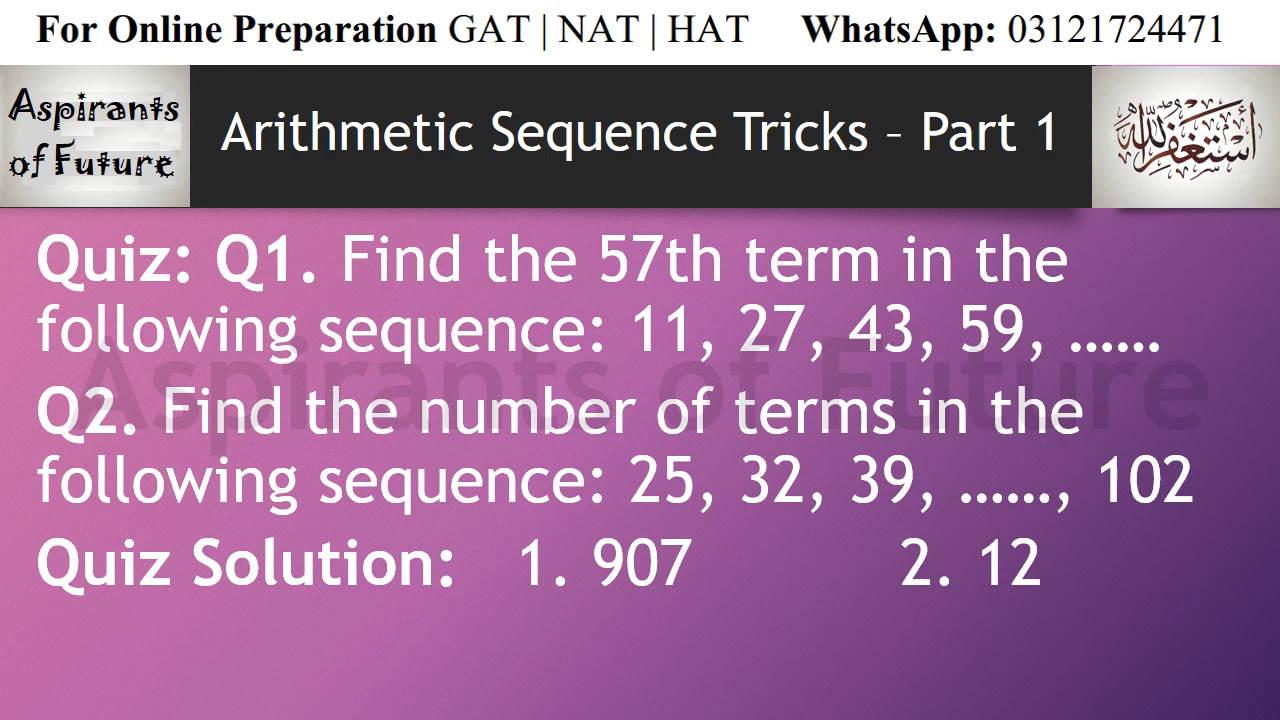 For Online Preparation GAT | NAT | HAT WhatsApp: 03121724471
Aspirants
of Future
Arithmetic Sequence Tricks – Part 1
أستغفر الله
Quiz: Q1. Find the 57th term in the
following sequence: 11, 27, 43, 59, ......
Aspirants of Future
Q2. Find the number of terms in the
following sequence: 25, 32, 39, ......, 102
Quiz Solution: 1. 907 2. 12